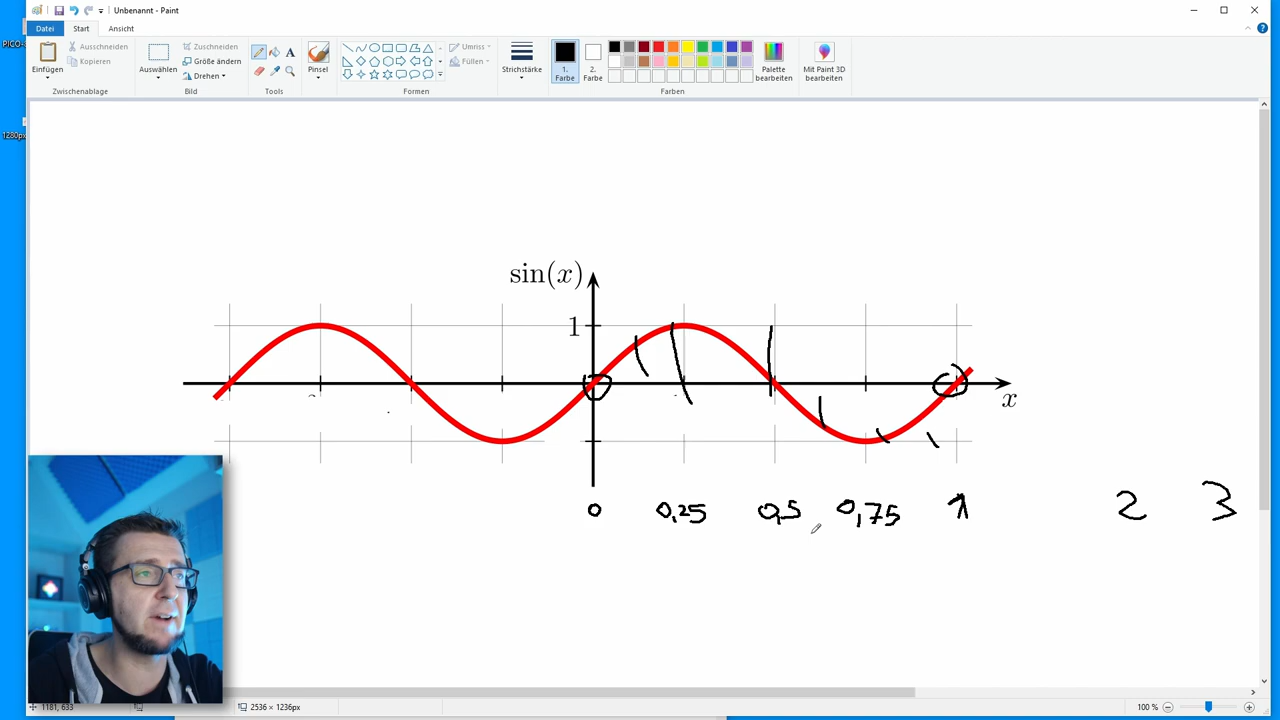 Unbenannt - Paint
Datei Start Ansicht
Einfügen
Ausschneiden
Kopieren
Zwischenablage
Auswählen
Zuschneiden
Größe ändern
Drehen
Bild
A
Tools
Pinsel
Formen
Umriss
Füllen
Strichstärke
1.
Farbe
2.
Farbe
Palette
bearbeiten
Farben
Mit Paint 3D
bearbeiten
PICO-
1280px
sin(x)
1
x
0 0,25 0,5 0,75 1 2 3
1181, 633
2536 × 1236px
100 %